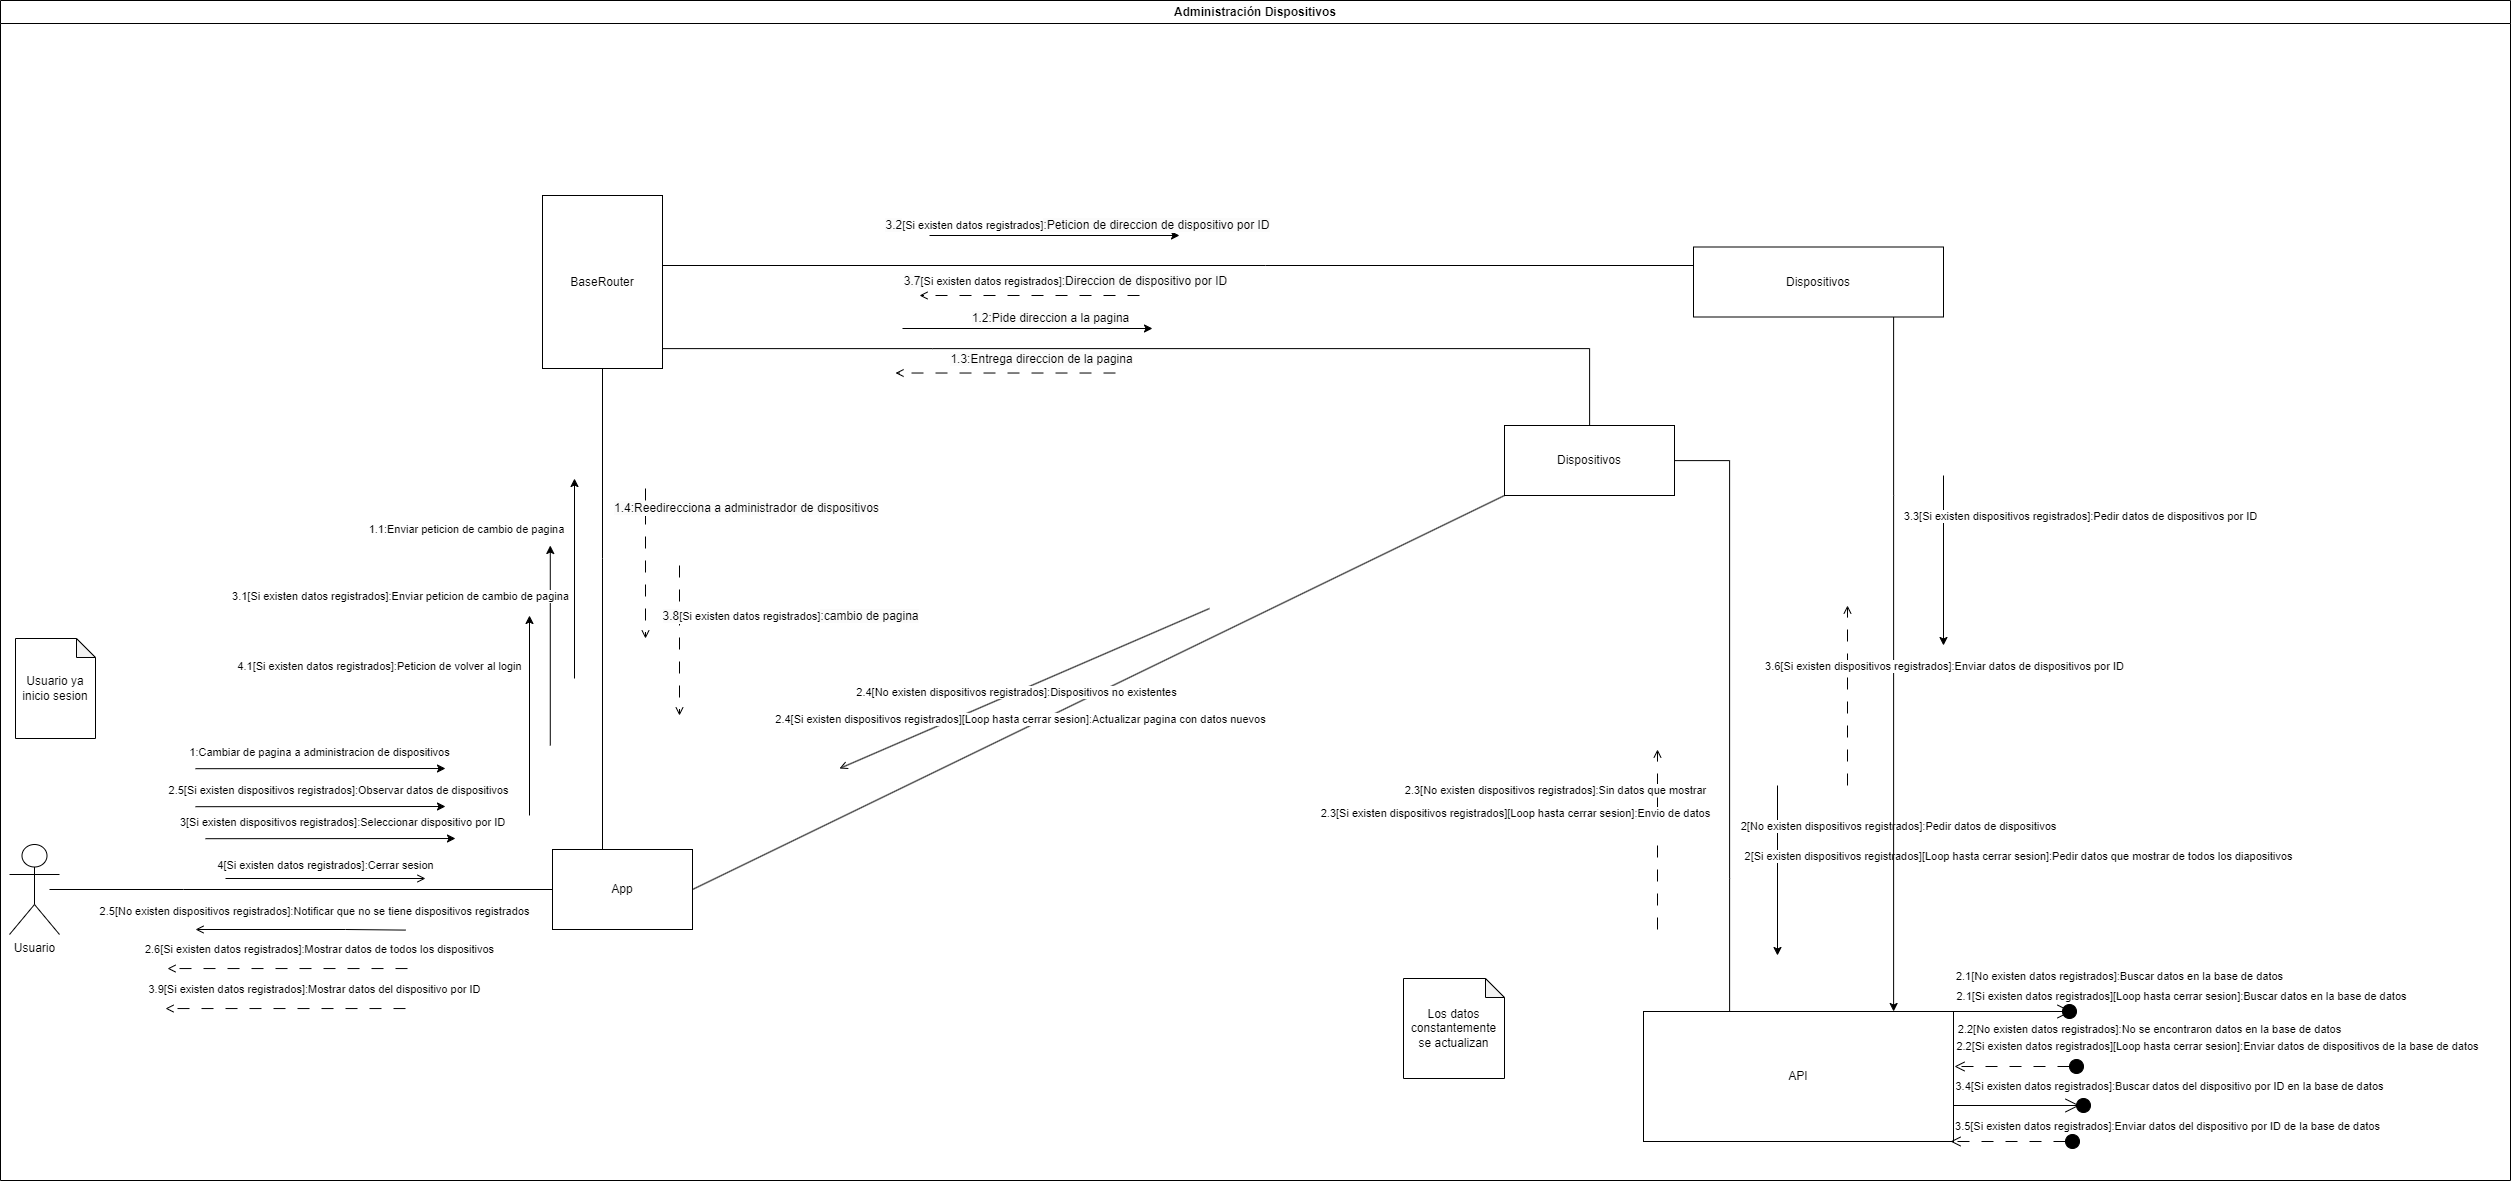 Administración Dispositivos
3.2[Si existen datos registrados]:Peticion de direccion de dispositivo por ID
BaseRouter
3.7[Si existen datos registrados]:Direccion de dispositivo por ID
Dispositivos
1.2:Pide direccion a la pagina
1.3:Entrega direccion de la pagina
Dispositivos
1.4:Reedirecciona a administrador de dispositivos
3.3[Si existen dispositivos registrados]:Pedir datos de dispositivos por ID
1.1:Enviar peticion de cambio de pagina
3.1[Si existen datos registrados]:Enviar peticion de cambio de pagina
3.8[Si existen datos registrados]:cambio de pagina
4.1[Si existen datos registrados]:Peticion de volver al login
3.6[Si existen dispositivos registrados]:Enviar datos de dispositivos por ID
Usuario ya
inicio sesion
2.4[No existen dispositivos registrados]:Dispositivos no existentes
2.4[Si existen dispositivos registrados][Loop hasta cerrar sesion]:Actualizar pagina con datos nuevos
1:Cambiar de pagina a administracion de dispositivos
2.5[Si existen dispositivos registrados]:Observar datos de dispositivos
2.3[No existen dispositivos registrados]:Sin datos que mostrar
2.3[Si existen dispositivos registrados][Loop hasta cerrar sesion]:Envio de datos
3[Si existen dispositivos registrados]:Seleccionar dispositivo por ID
2[No existen dispositivos registrados]:Pedir datos de dispositivos
2[Si existen dispositivos registrados][Loop hasta cerrar sesion]:Pedir datos que mostrar de todos los diapositivos
4[Si existen datos registrados]:Cerrar sesion
App
2.5[No existen dispositivos registrados]:Notificar que no se tiene dispositivos registrados
Usuario
2.6[Si existen datos registrados]:Mostrar datos de todos los dispositivos
3.9[Si existen datos registrados]:Mostrar datos del dispositivo por ID
2.1[No existen datos registrados]:Buscar datos en la base de datos
2.1[Si existen datos registrados][Loop hasta cerrar sesion]:Buscar datos en la base de datos
Los datos
constantemente
se actualizan
2.2[No existen datos registrados]:No se encontraron datos en la base de datos
2.2[Si existen datos registrados][Loop hasta cerrar sesion]:Enviar datos de dispositivos de la base de datos
API
3.4[Si existen datos registrados]:Buscar datos del dispositivo por ID en la base de datos
3.5[Si existen datos registrados]:Enviar datos del dispositivo por ID de la base de datos